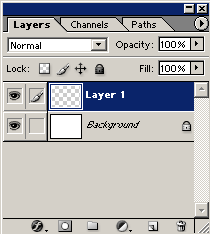 Layers Channels Paths
Normal Opacity: 100%
Lock: Fill: 100%
Layer 1
Background